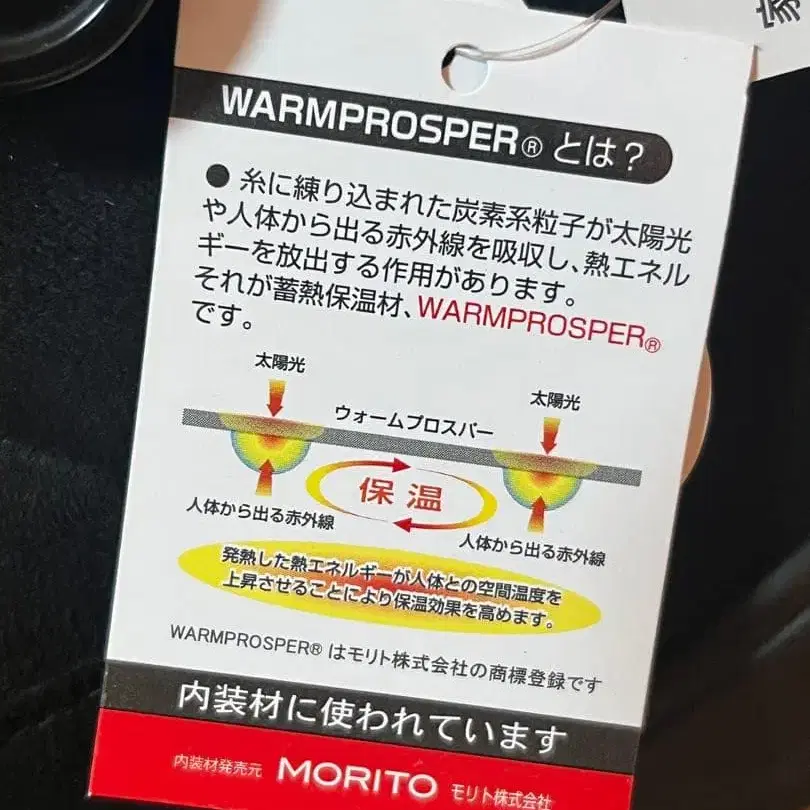 家
WARMPROSPER® とは?
● 糸に練り込まれた炭素系粒子が太陽光
や人体から出る赤外線を吸収し、熱エネル
ギーを放出する作用があります。
それが蓄熱保温材、WARMPROSPER®
です。
太陽光
太陽光
ウォームプロスパー
保温
人体から出る赤外線
人体から出る赤外線
発熱した熱エネルギーが人体との空間温度を
上昇させることにより保温効果を高めます。
WARMPROSPER® はモリト株式会社の商標登録です
内装材に使われています
内装材発売元 MORITO モリト株式会社